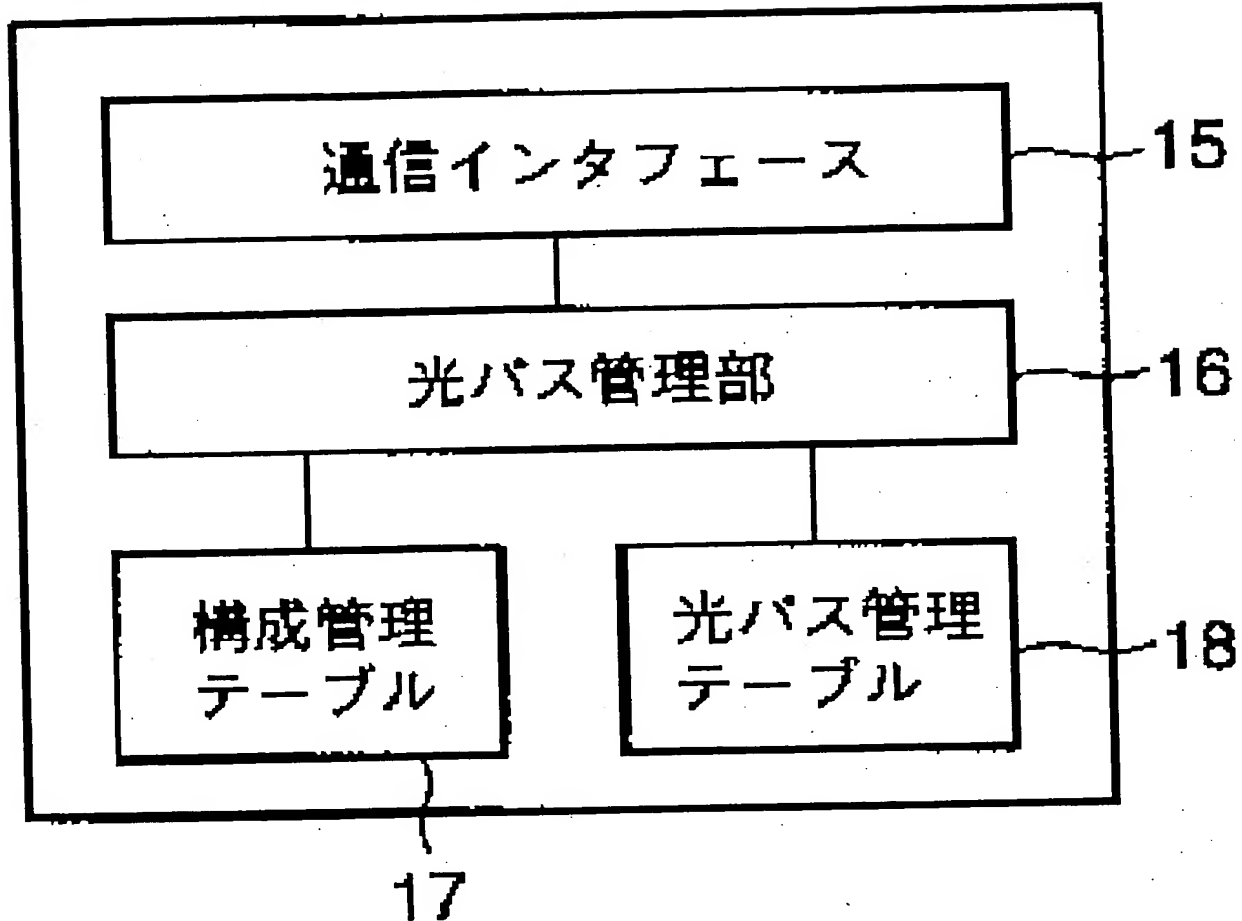 通信インタフェース
15
光パス管理部
16
構成管理
テーブル
光パス管理
テーブル
18
17